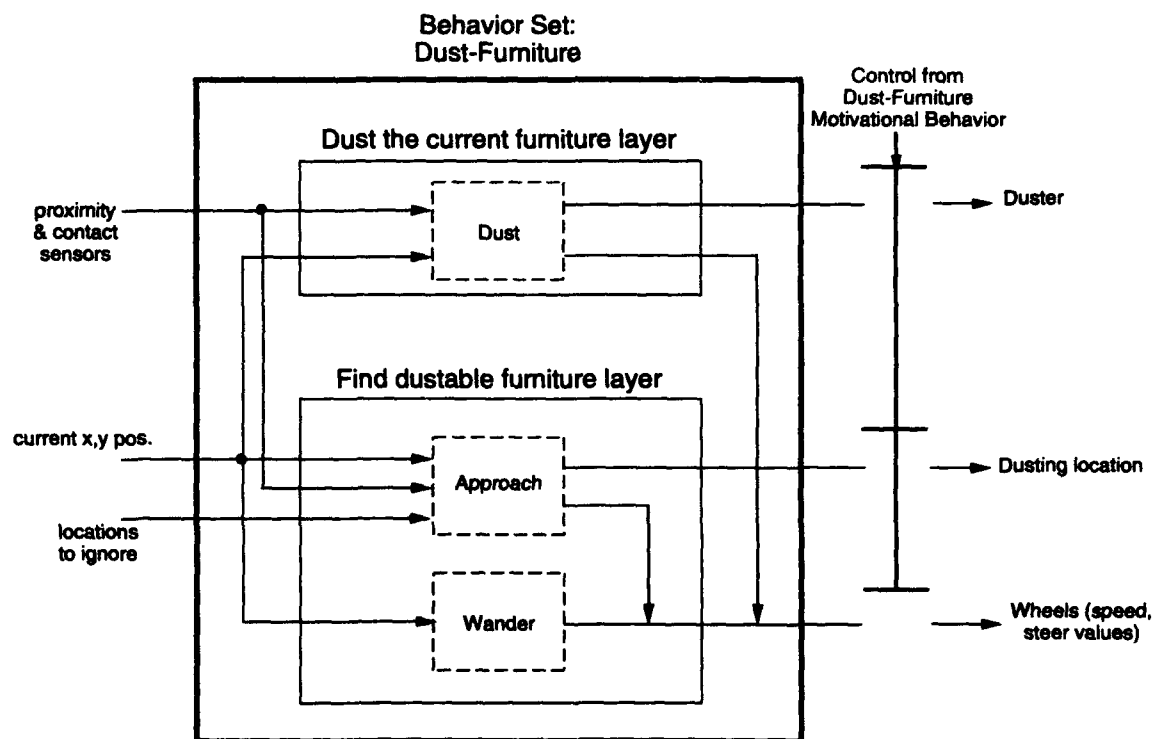 Behavior Set:
Dust-Furniture
Control from
Dust-Furniture
Motivational Behavior
Dust the current furniture layer
proximity
& contact
sensors
Dust
Duster
Find dustable furniture layer
current x,y pos.
Approach
Dusting location
locations
to ignore
Wander
Wheels (speed,
steer values)